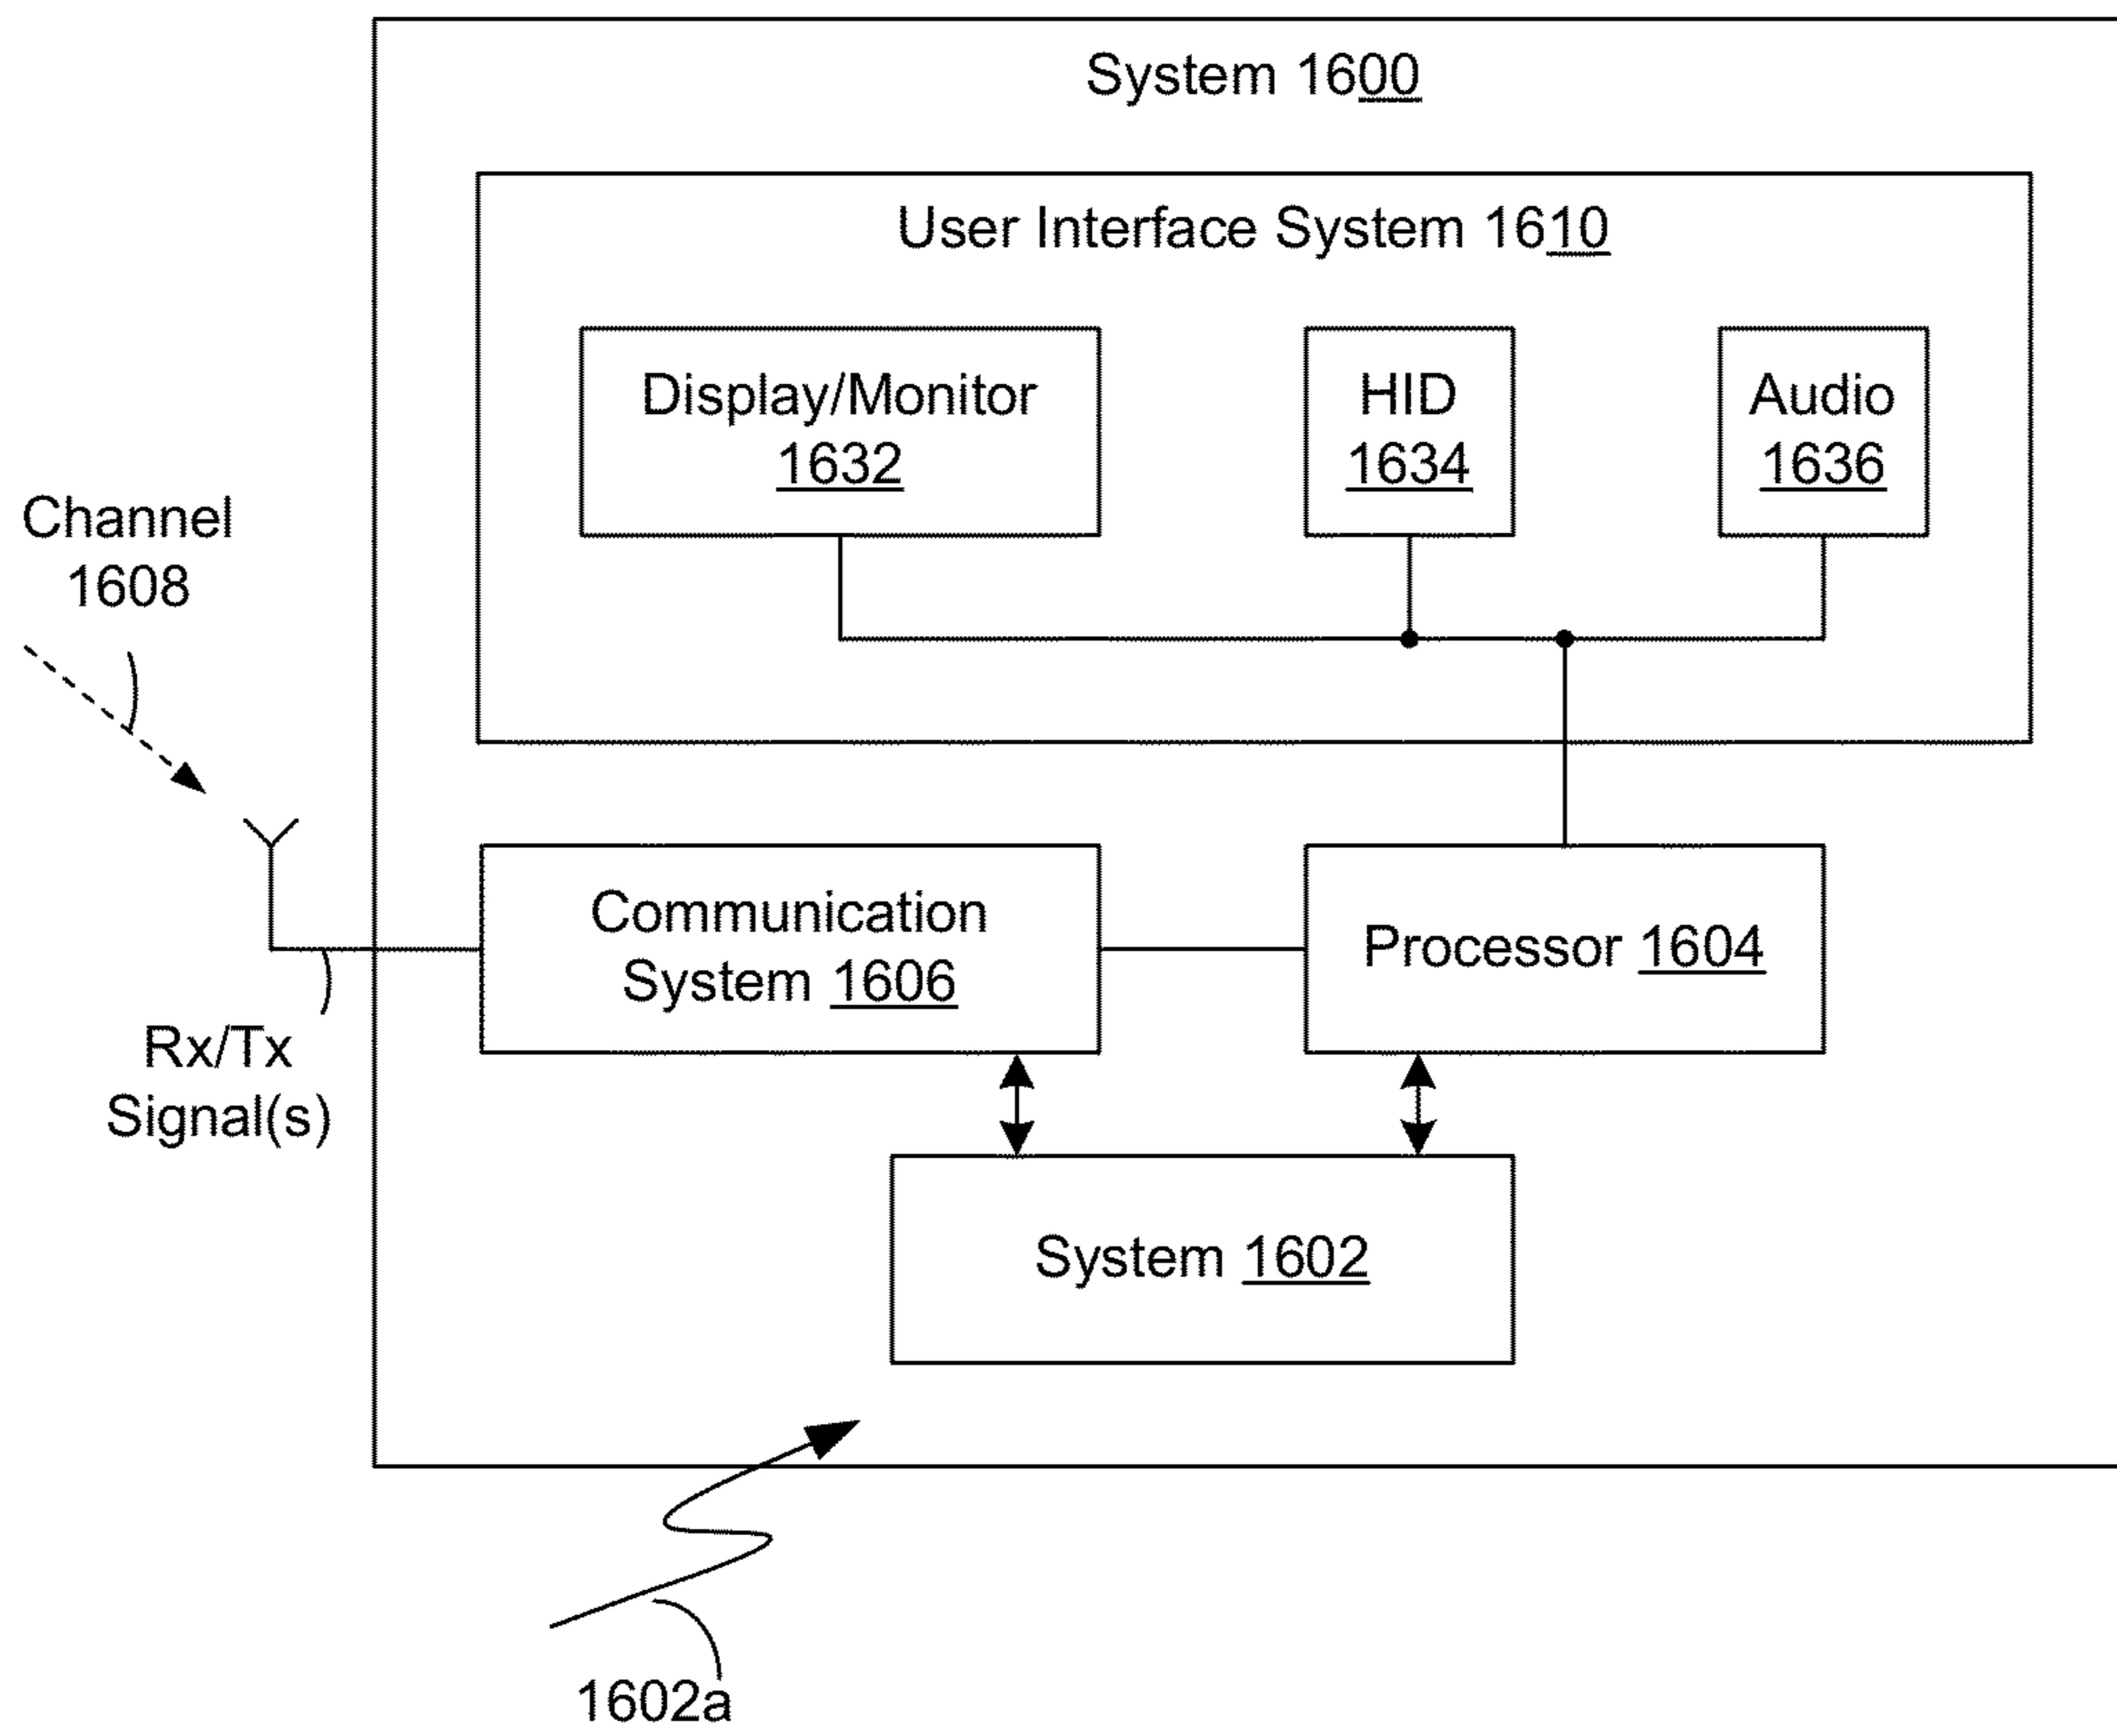 System 1600
User Interface System 1610
Display/Monitor
1632
HID
1634
Audio
1636
Channel
1608
Communication
System 1606
Processor 1604
Rx/Tx
Signal(s)
System 1602
1602a